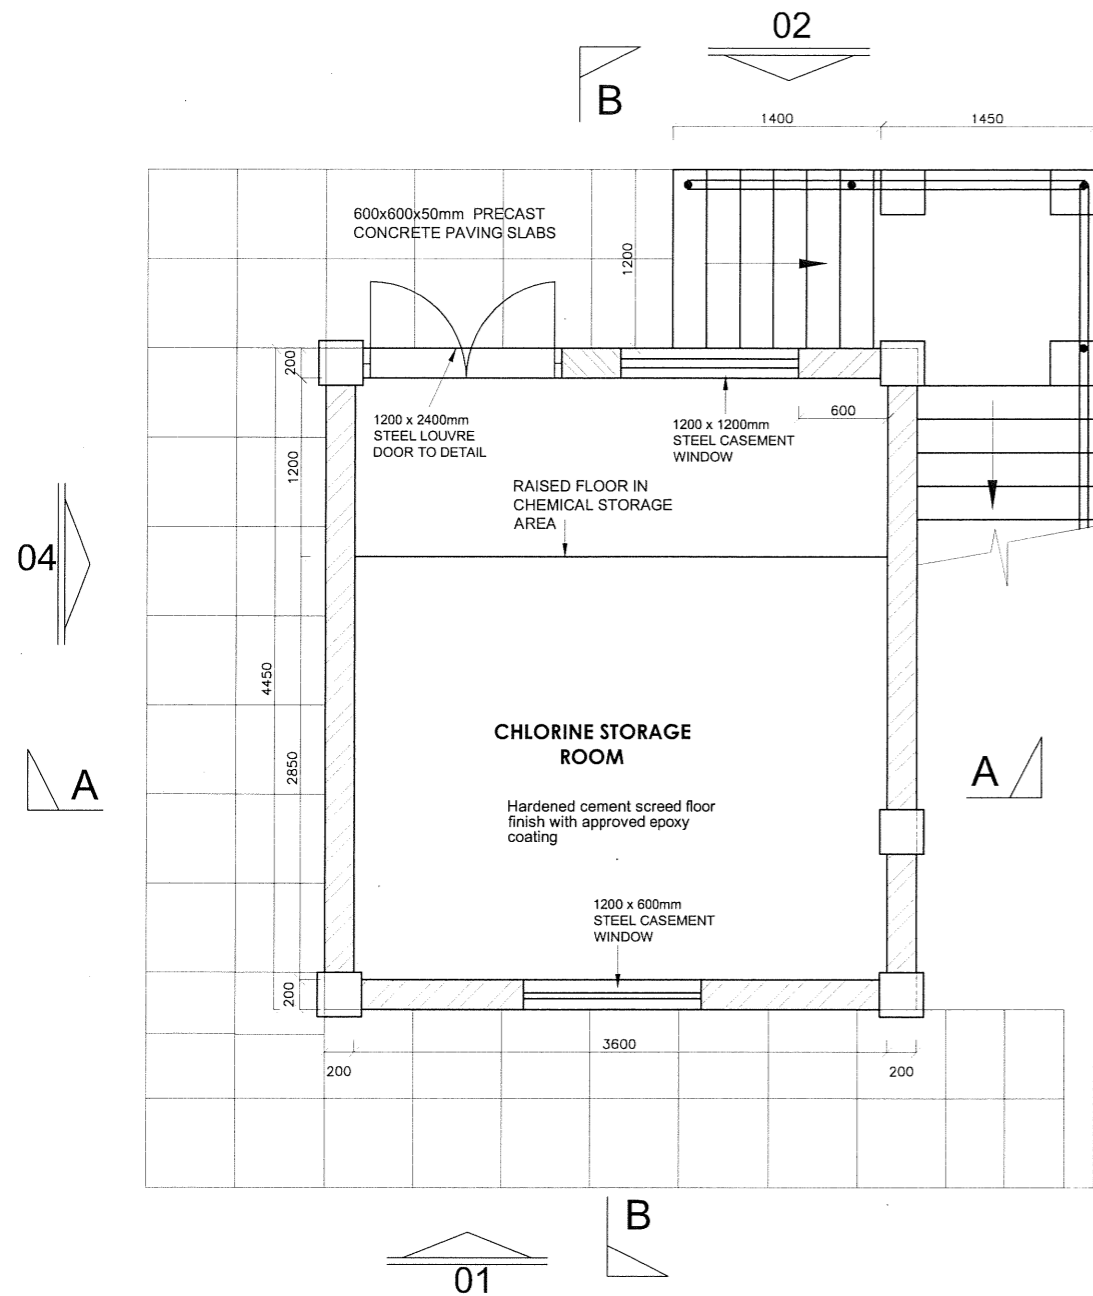 02
B
1400
1450
600x600x50mm PRECAST
CONCRETE PAVING SLABS
1200
200
1200 x 2400mm
STEEL LOUVRE
DOOR TO DETAIL
1200 x 1200mm
STEEL CASEMENT
WINDOW
600
1200
RAISED FLOOR IN
CHEMICAL STORAGE
AREA
04
4450
2850
CHLORINE STORAGE
ROOM
A
A
Hardened cement screed floor
finish with approved epoxy
coating
1200 x 600mm
STEEL CASEMENT
WINDOW
200
3600
200
200
B
01